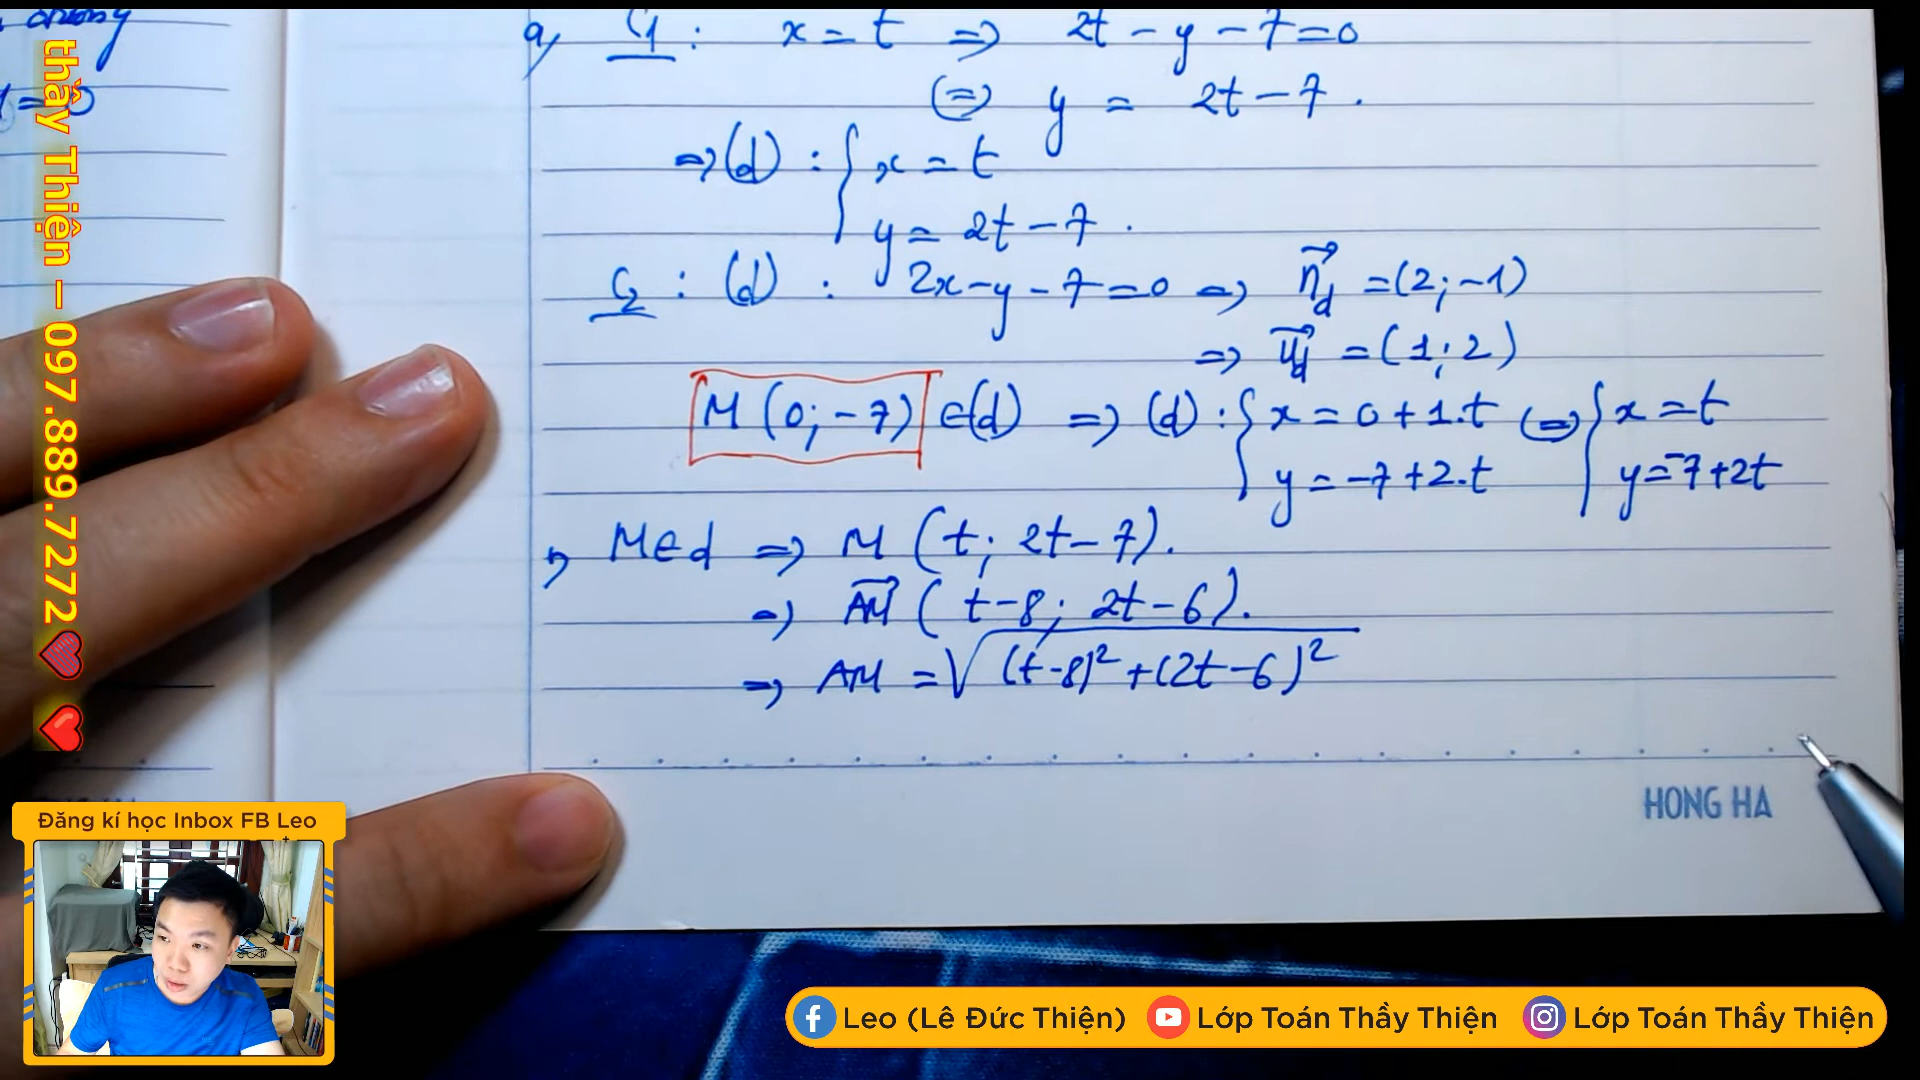 a, C1 : x = t => 2t - y - 7 = 0
(=) y = 2t - 7 .
=> (d) : { x = t
y = 2t - 7 .
C2 : (d) : 2x - y - 7 = 0 => n⃗d = (2; -1)
=> u⃗d = (1; 2)
M (0; -7) ∈ (d) => (d) : { x = 0 + 1.t (=) { x = t
y = -7 + 2.t y = -7 + 2t
M ∈ d => M (t; 2t - 7).
=> AM⃗ (t - 8; 2t - 6).
=> AM = √(t-8)² + (2t-6)²
HONG HA
thầy Thiện – 097.889.7272
Đăng kí học Inbox FB Leo
Leo (Lê Đức Thiện) Lớp Toán Thầy Thiện Lớp Toán Thầy Thiện